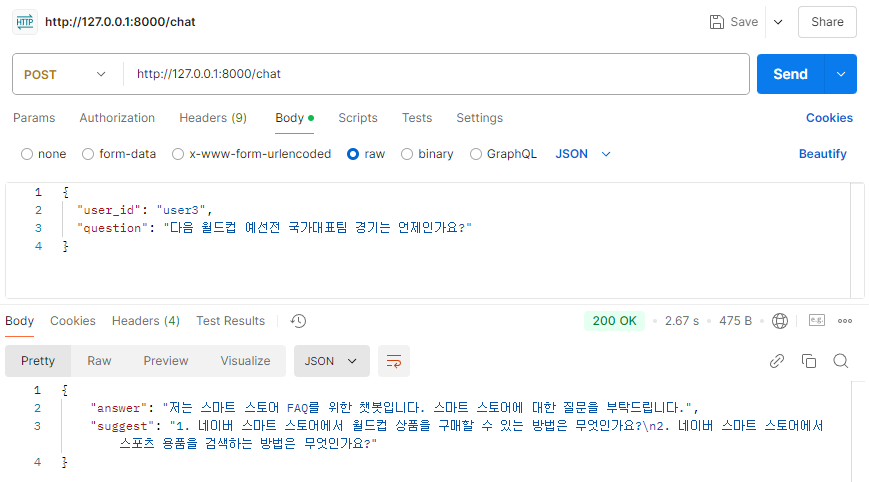 HTTP http://127.0.0.1:8000/chat Save Share
POST http://127.0.0.1:8000/chat Send
Params Authorization Headers (9) Body Scripts Tests Settings Cookies
none form-data x-www-form-urlencoded raw binary GraphQL JSON Beautify
1 {
2 "user_id": "user3",
3 "question": "다음 월드컵 예선전 국가대표팀 경기는 언제인가요?"
4 }
Body Cookies Headers (4) Test Results 200 OK • 2.67 s • 475 B •
Pretty Raw Preview Visualize JSON
1 {
2 "answer": "저는 스마트 스토어 FAQ를 위한 챗봇입니다. 스마트 스토어에 대한 질문을 부탁드립니다.",
3 "suggest": "1. 네이버 스마트 스토어에서 월드컵 상품을 구매할 수 있는 방법은 무엇인가요?\n2. 네이버 스마트 스토어에서
스포츠 용품을 검색하는 방법은 무엇인가요?"
4 }